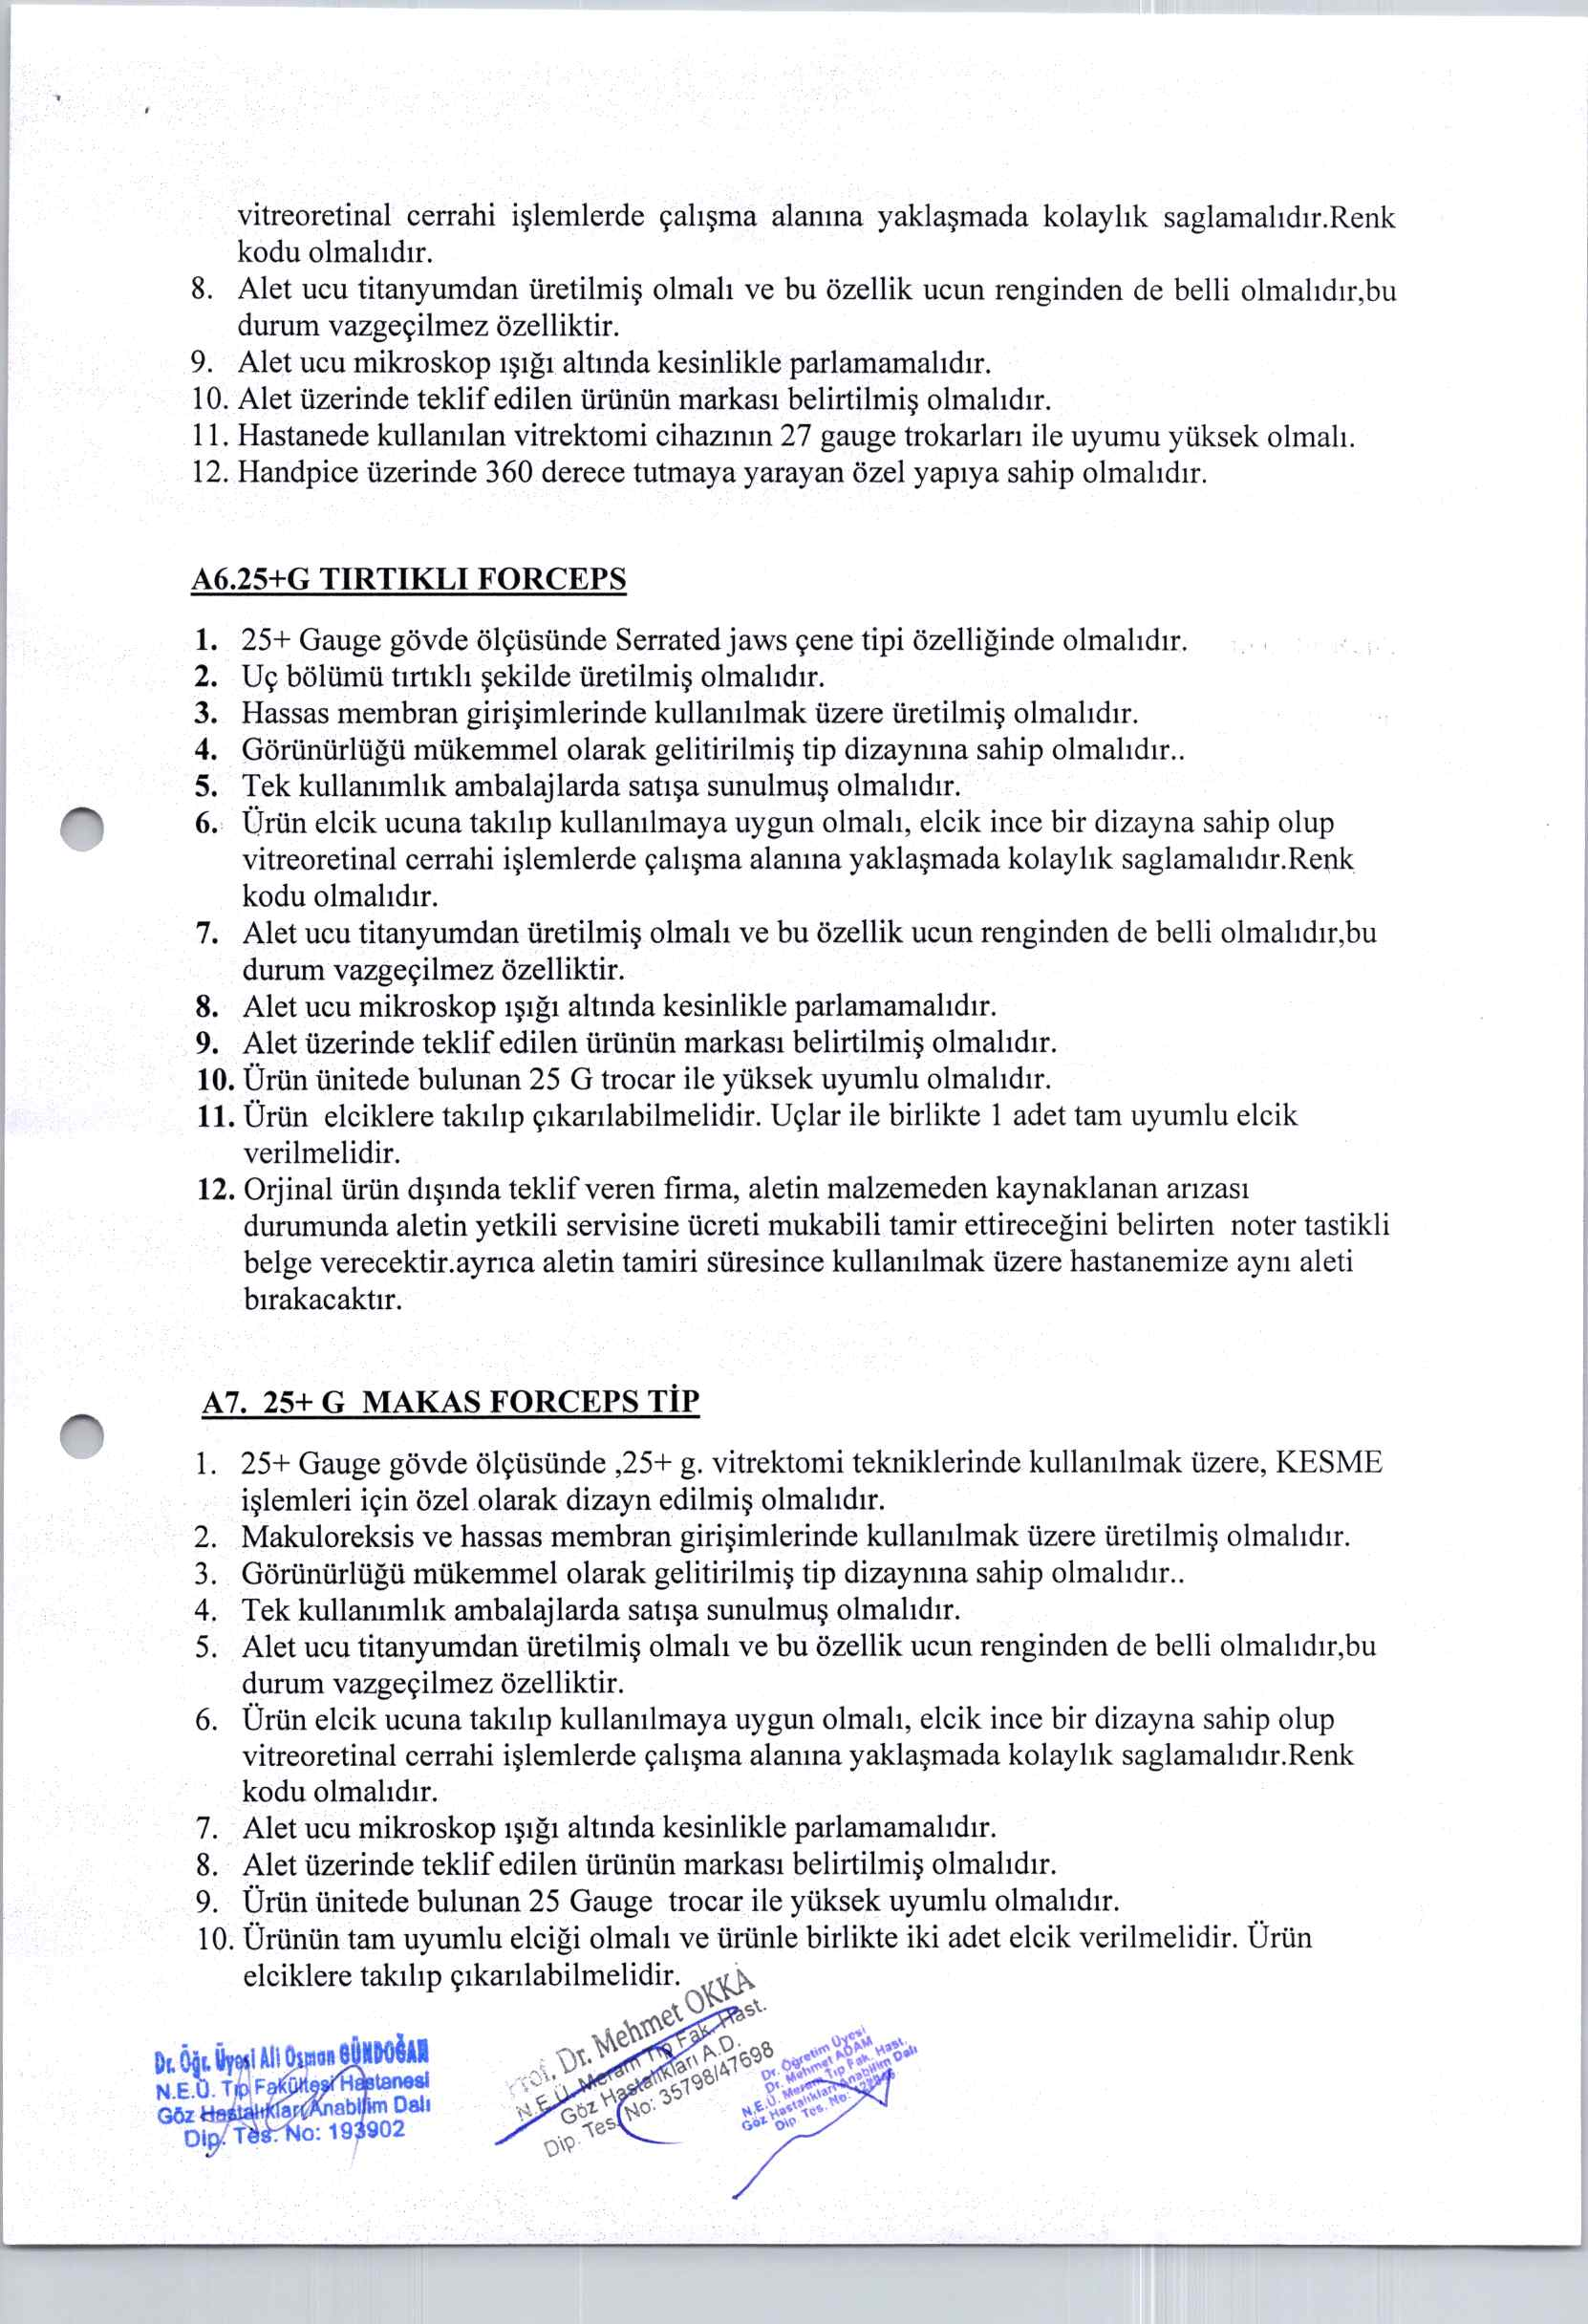 vitreoretinal cerrahi işlemlerde çalışma alanına yaklaşmada kolaylık saglamalıdır.Renk
kodu olmalıdır.
8. Alet ucu titanyumdan üretilmiş olmalı ve bu özellik ucun renginden de belli olmalıdır,bu
durum vazgeçilmez özelliktir.
9. Alet ucu mikroskop ışığı altında kesinlikle parlamamalıdır.
10. Alet üzerinde teklif edilen ürünün markası belirtilmiş olmalıdır.
11. Hastanede kullanılan vitrektomi cihazının 27 gauge trokarları ile uyumu yüksek olmalı.
12. Handpice üzerinde 360 derece tutmaya yarayan özel yapıya sahip olmalıdır.
A6.25+G TIRTIKLI FORCEPS
1. 25+ Gauge gövde ölçüsünde Serrated jaws çene tipi özelliğinde olmalıdır.
2. Uç bölümü tırtıklı şekilde üretilmiş olmalıdır.
3. Hassas membran girişimlerinde kullanılmak üzere üretilmiş olmalıdır.
4. Görünürlüğü mükemmel olarak gelitirilmiş tip dizaynına sahip olmalıdır..
5. Tek kullanımlık ambalajlarda satışa sunulmuş olmalıdır.
6. Ürün elcik ucuna takılıp kullanılmaya uygun olmalı, elcik ince bir dizayna sahip olup
vitreoretinal cerrahi işlemlerde çalışma alanına yaklaşmada kolaylık saglamalıdır.Renk
kodu olmalıdır.
7. Alet ucu titanyumdan üretilmiş olmalı ve bu özellik ucun renginden de belli olmalıdır,bu
durum vazgeçilmez özelliktir.
8. Alet ucu mikroskop ışığı altında kesinlikle parlamamalıdır.
9. Alet üzerinde teklif edilen ürünün markası belirtilmiş olmalıdır.
10. Ürün ünitede bulunan 25 G trocar ile yüksek uyumlu olmalıdır.
11. Ürün elciklere takılıp çıkarılabilmelidir. Uçlar ile birlikte 1 adet tam uyumlu elcik
verilmelidir.
12. Orjinal ürün dışında teklif veren firma, aletin malzemeden kaynaklanan arızası
durumunda aletin yetkili servisine ücreti mukabili tamir ettireceğini belirten noter tastikli
belge verecektir.ayrıca aletin tamiri süresince kullanılmak üzere hastanemize aynı aleti
bırakacaktır.
A7. 25+ G MAKAS FORCEPS TİP
1. 25+ Gauge gövde ölçüsünde ,25+ g. vitrektomi tekniklerinde kullanılmak üzere, KESME
işlemleri için özel olarak dizayn edilmiş olmalıdır.
2. Makuloreksis ve hassas membran girişimlerinde kullanılmak üzere üretilmiş olmalıdır.
3. Görünürlüğü mükemmel olarak gelitirilmiş tip dizaynına sahip olmalıdır..
4. Tek kullanımlık ambalajlarda satışa sunulmuş olmalıdır.
5. Alet ucu titanyumdan üretilmiş olmalı ve bu özellik ucun renginden de belli olmalıdır,bu
durum vazgeçilmez özelliktir.
6. Ürün elcik ucuna takılıp kullanılmaya uygun olmalı, elcik ince bir dizayna sahip olup
vitreoretinal cerrahi işlemlerde çalışma alanına yaklaşmada kolaylık saglamalıdır.Renk
kodu olmalıdır.
7. Alet ucu mikroskop ışığı altında kesinlikle parlamamalıdır.
8. Alet üzerinde teklif edilen ürünün markası belirtilmiş olmalıdır.
9. Ürün ünitede bulunan 25 Gauge trocar ile yüksek uyumlu olmalıdır.
10. Ürünün tam uyumlu elciği olmalı ve ürünle birlikte iki adet elcik verilmelidir. Ürün
elciklere takılıp çıkarılabilmelidir.
Dr. Öğr. Üyesi Ali Osman GÜNDOĞAN
N.E.Ü. Tıp Fakültesi Hastanesi
Göz Hastalıkları Anabilim Dalı
Dip. Tes. No: 193902
Prof. Dr. Mehmet OKKA
N.E.Ü. Meram Tıp Fak. Hast.
Göz Hastalıkları A.D.
Dip. Tes. No: 35798/47698
Dr. Öğretim Üyesi
Dr. Mehmet ADAM
N.E.Ü. Meram Tıp Fak. Hast.
Göz Hastalıkları Anabilim Dalı
Dip. Tes. No: